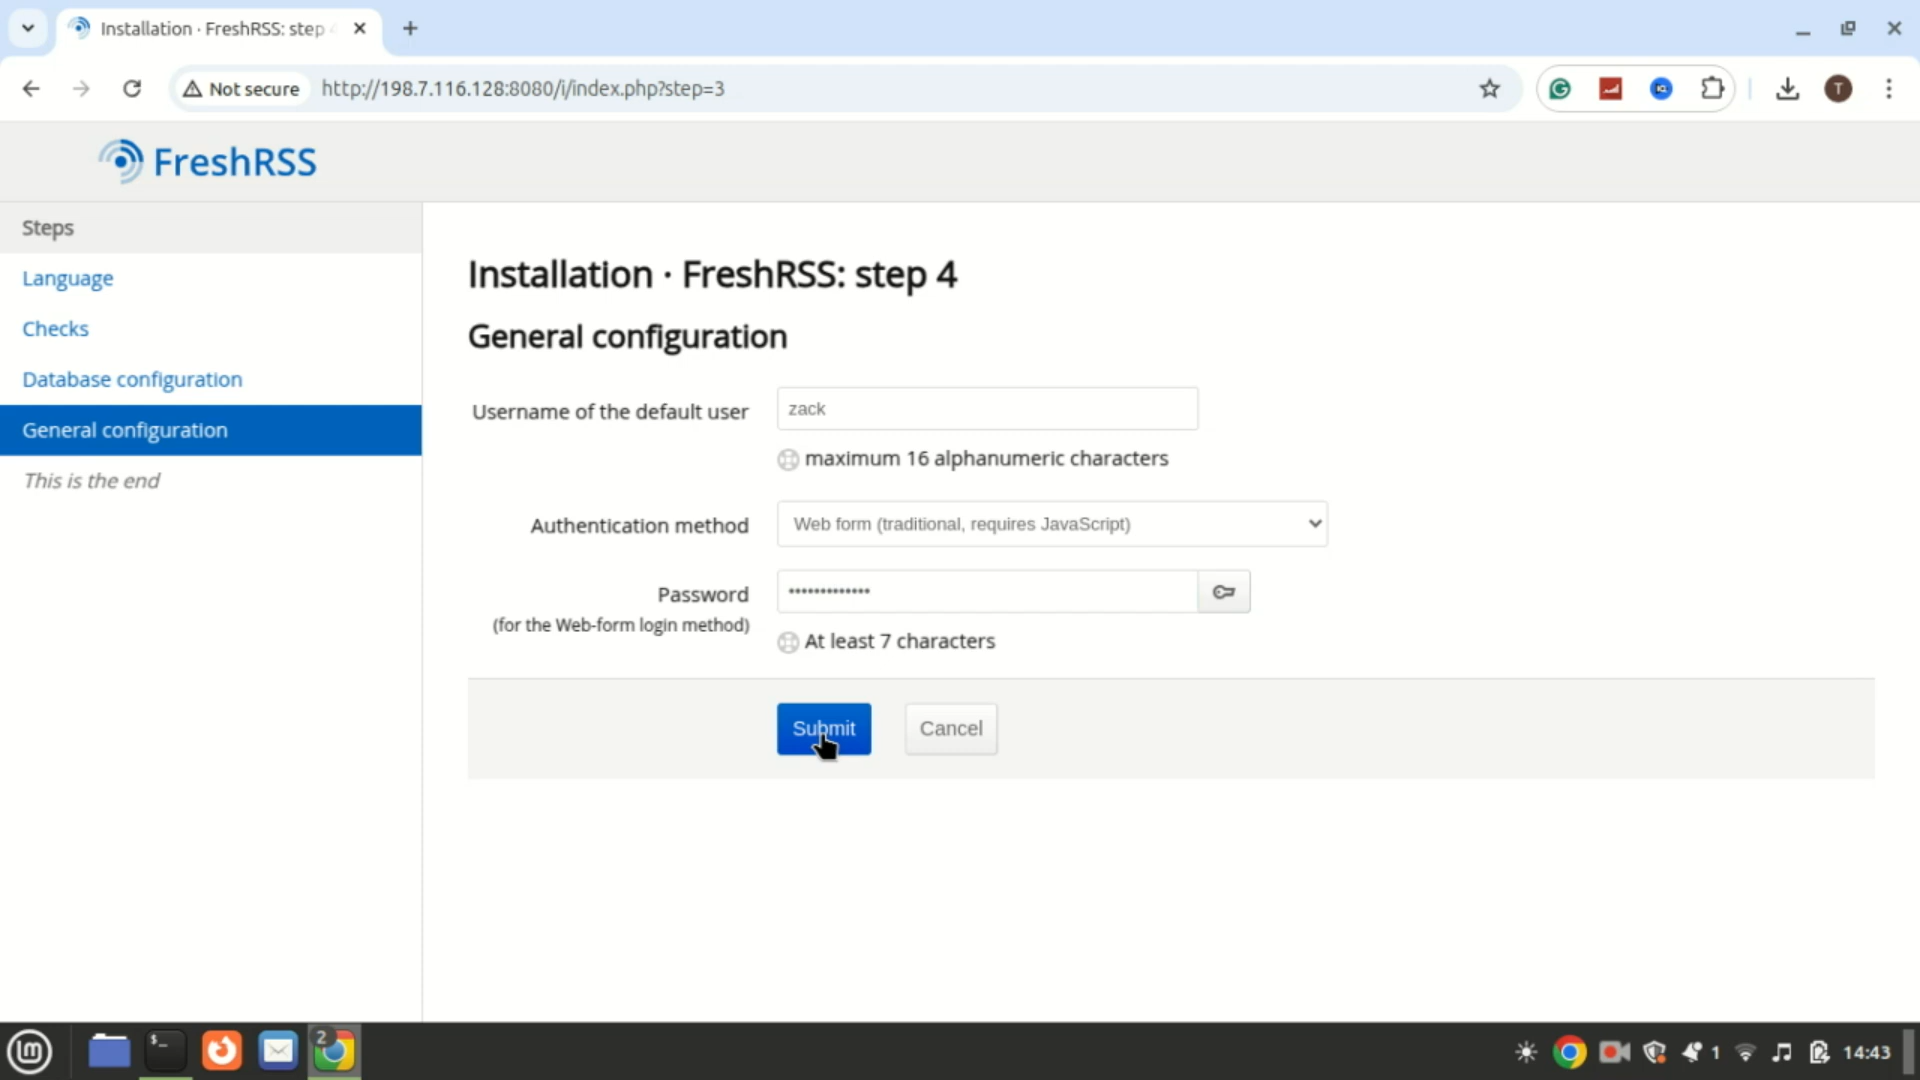 Installation · FreshRSS: step 4
Not secure
http://198.7.116.128:8080/i/index.php?step=3
T
FreshRSS
Steps
Language
Checks
Database configuration
General configuration
This is the end
Installation · FreshRSS: step 4
General configuration
Username of the default user
zack
maximum 16 alphanumeric characters
Authentication method
Web form (traditional, requires JavaScript)
Password
•••••••••••••
(for the Web-form login method)
At least 7 characters
Submit
Cancel
$_
2
1
14:43